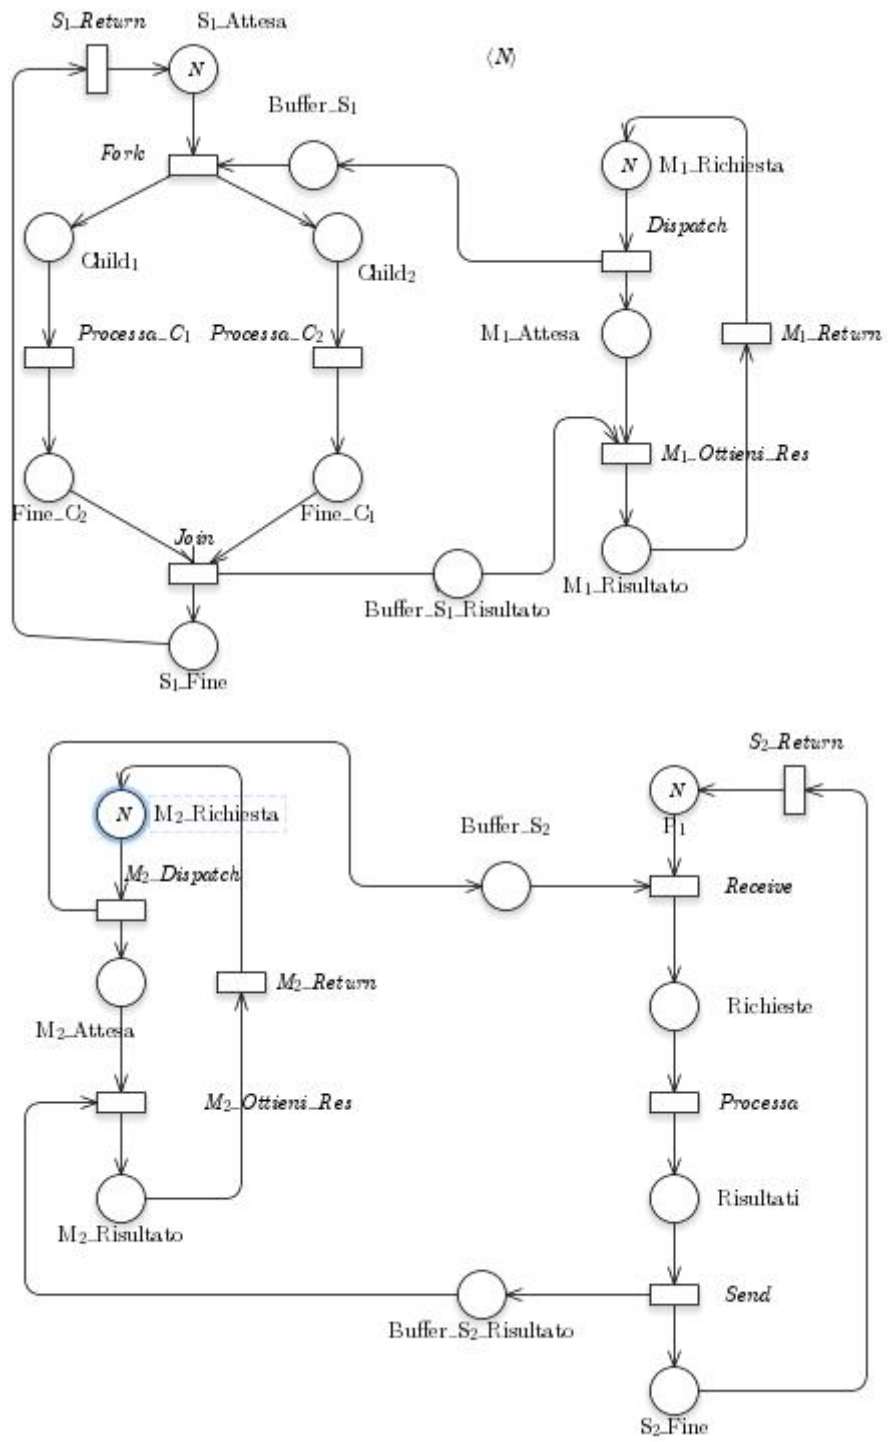 S₁_Return
S₁_Attesa
⟨N⟩
N
Buffer_S₁
Fork
N M₁_Richiesta
Dispatch
Child₁
Child₂
Processa_C₁ Processa_C₂
M₁_Attesa
M₁_Return
M₁_Ottieni_Res
Fine_C₂
Fine_C₁
Join
M₁_Risultato
Buffer_S₁_Risultato
S₁_Fine
S₂_Return
N
N M₂_Richiesta
Buffer_S₂
P₁
M₂_Dispatch
Receive
M₂_Return
Richieste
M₂_Attesa
M₂_Ottieni_Res
Processa
Risultati
M₂_Risultato
Send
Buffer_S₂_Risultato
S₂_Fine